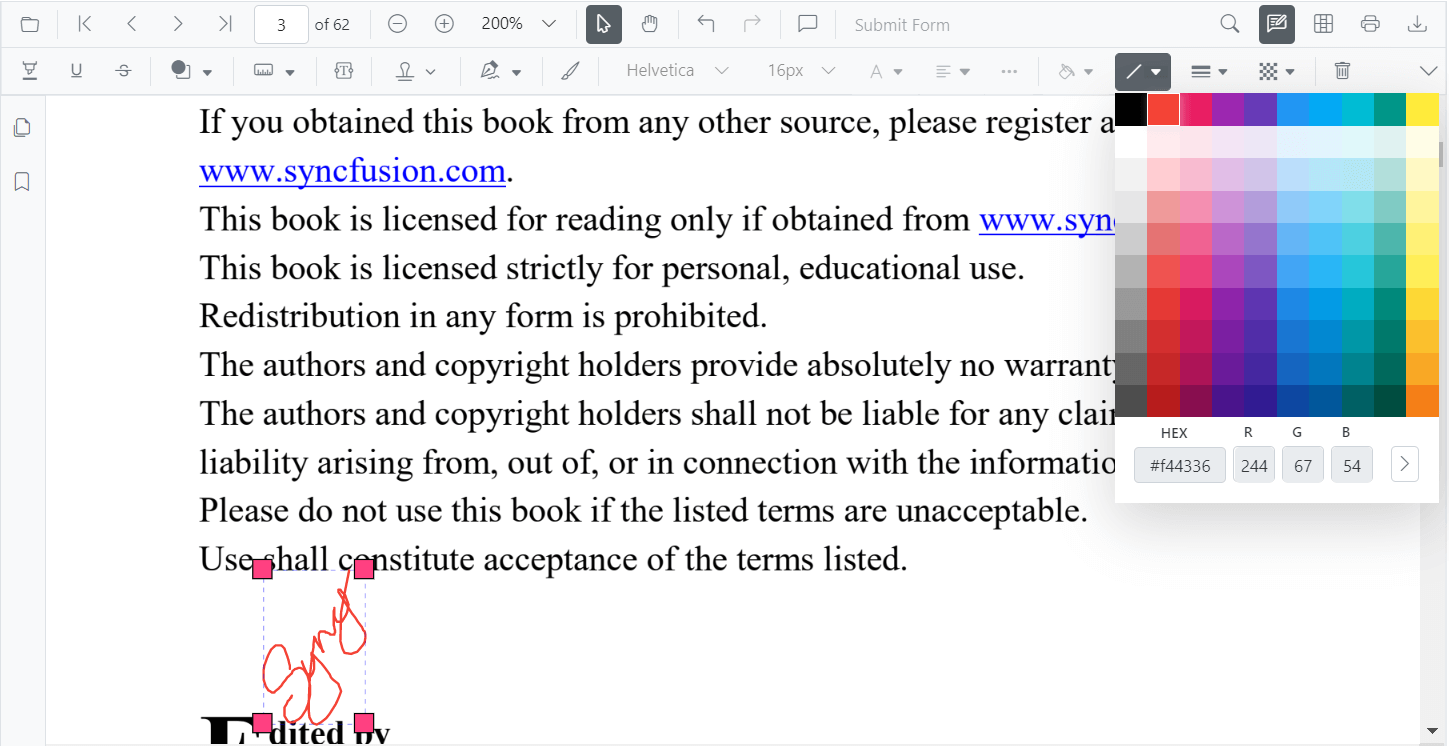 3 of 62 200% Submit Form
Helvetica 16px A
If you obtained this book from any other source, please register a
www.syncfusion.com.
This book is licensed for reading only if obtained from www.sync
This book is licensed strictly for personal, educational use.
Redistribution in any form is prohibited.
The authors and copyright holders provide absolutely no warranty
The authors and copyright holders shall not be liable for any claim
liability arising from, out of, or in connection with the informatio
Please do not use this book if the listed terms are unacceptable.
Use shall constitute acceptance of the terms listed.
Edited by
HEX R G B
#f44336 244 67 54